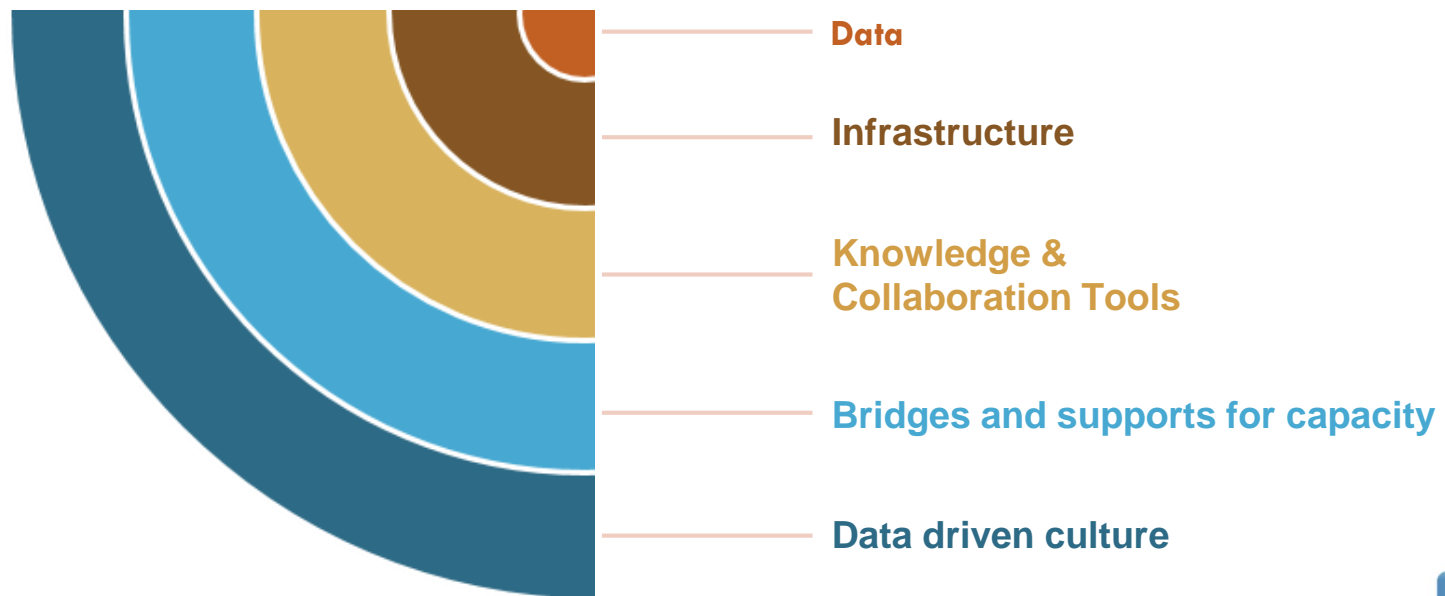 Data
Infrastructure
Knowledge &
Collaboration Tools
Bridges and supports for capacity
Data driven culture